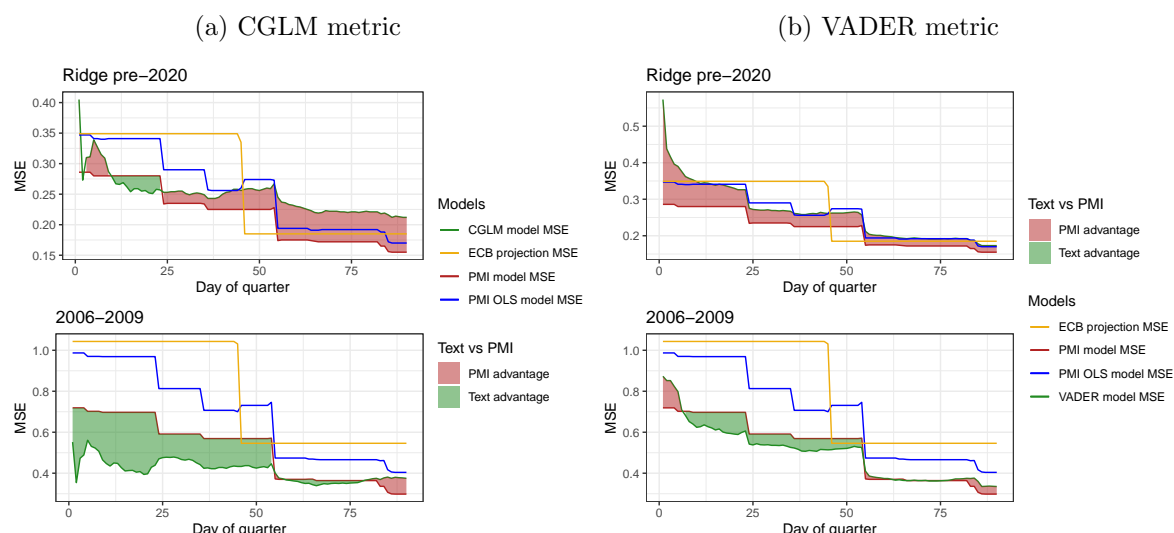 (a) CGLM metric
(b) VADER metric
Ridge pre−2020
0.40
0.35
0.30
0.25
0.20
0.15
MSE
0
25
50
75
Day of quarter
2006−2009
1.0
0.8
0.6
0.4
MSE
0
25
50
75
Day of quarter
Models
CGLM model MSE
ECB projection MSE
PMI model MSE
PMI OLS model MSE
Text vs PMI
PMI advantage
Text advantage
Ridge pre−2020
0.5
0.4
0.3
0.2
MSE
0
25
50
75
Day of quarter
2006−2009
1.0
0.8
0.6
0.4
MSE
0
25
50
75
Day of quarter
Text vs PMI
PMI advantage
Text advantage
Models
ECB projection MSE
PMI model MSE
PMI OLS model MSE
VADER model MSE